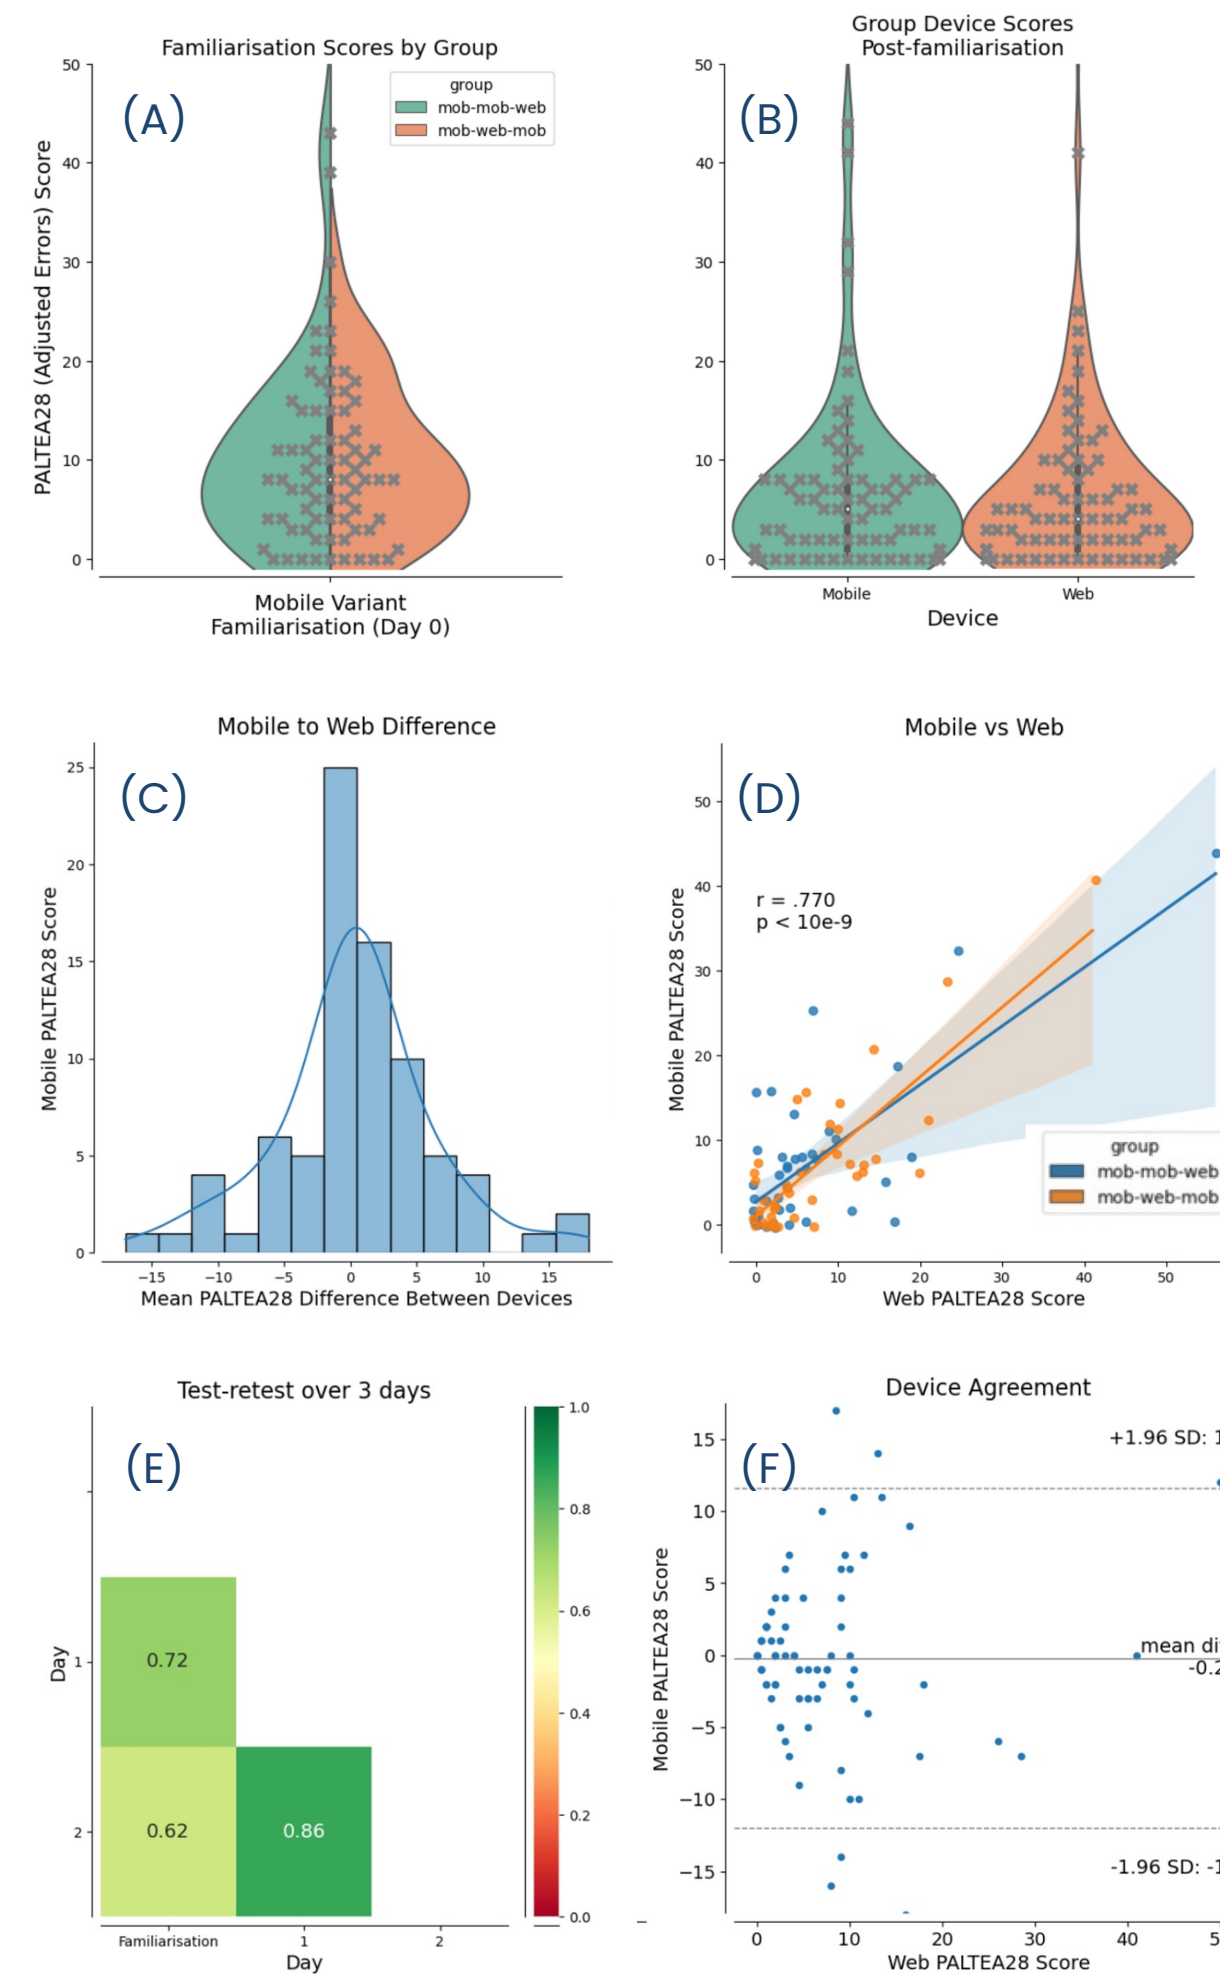 Familiarisation Scores by Group
(A)
group
mob-mob-web
mob-web-mob
PALTEA28 (Adjusted Errors) Score
50
40
30
20
10
0
Mobile Variant
Familiarisation (Day 0)
Group Device Scores
Post-familiarisation
(B)
50
40
30
20
10
0
Mobile
Web
Device
Mobile to Web Difference
(C)
Mobile PALTEA28 Score
25
20
15
10
5
0
−15
−10
−5
0
5
10
15
Mean PALTEA28 Difference Between Devices
Mobile vs Web
(D)
r = .770
p < 10e-9
Mobile PALTEA28 Score
50
40
30
20
10
0
group
mob-mob-web
mob-web-mob
0
10
20
30
40
50
Web PALTEA28 Score
Test-retest over 3 days
(E)
Day
1
2
0.72
0.62
0.86
1.0
0.8
0.6
0.4
0.2
0.0
Familiarisation
1
2
Day
Device Agreement
(F)
+1.96 SD: 1
Mobile PALTEA28 Score
15
10
5
0
−5
−10
−15
mean di
-0.2
-1.96 SD: -1
0
10
20
30
40
5
Web PALTEA28 Score